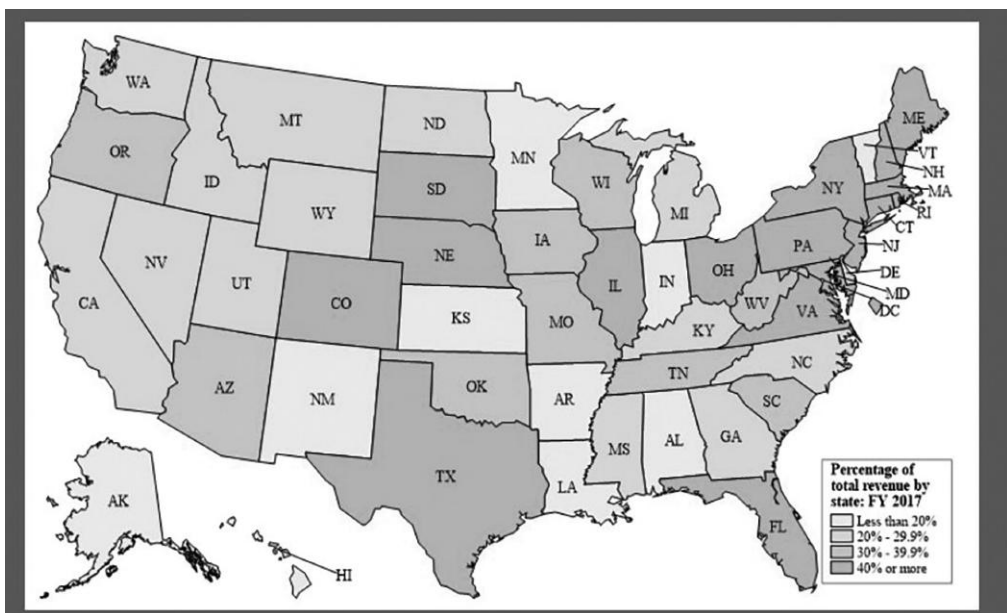 WA
MT
ND
MN
ME
VT
NH
MA
RI
CT
NJ
DE
MD
DC
OR
ID
SD
WI
NY
MI
WY
IA
PA
NE
NV
UT
IL
IN
OH
CA
CO
WV
VA
KS
MO
KY
NC
TN
AZ
NM
OK
AR
SC
MS
AL
GA
TX
LA
FL
AK
HI
Percentage of
total revenue by
state: FY 2017
Less than 20%
20% - 29.9%
30% - 39.9%
40% or more